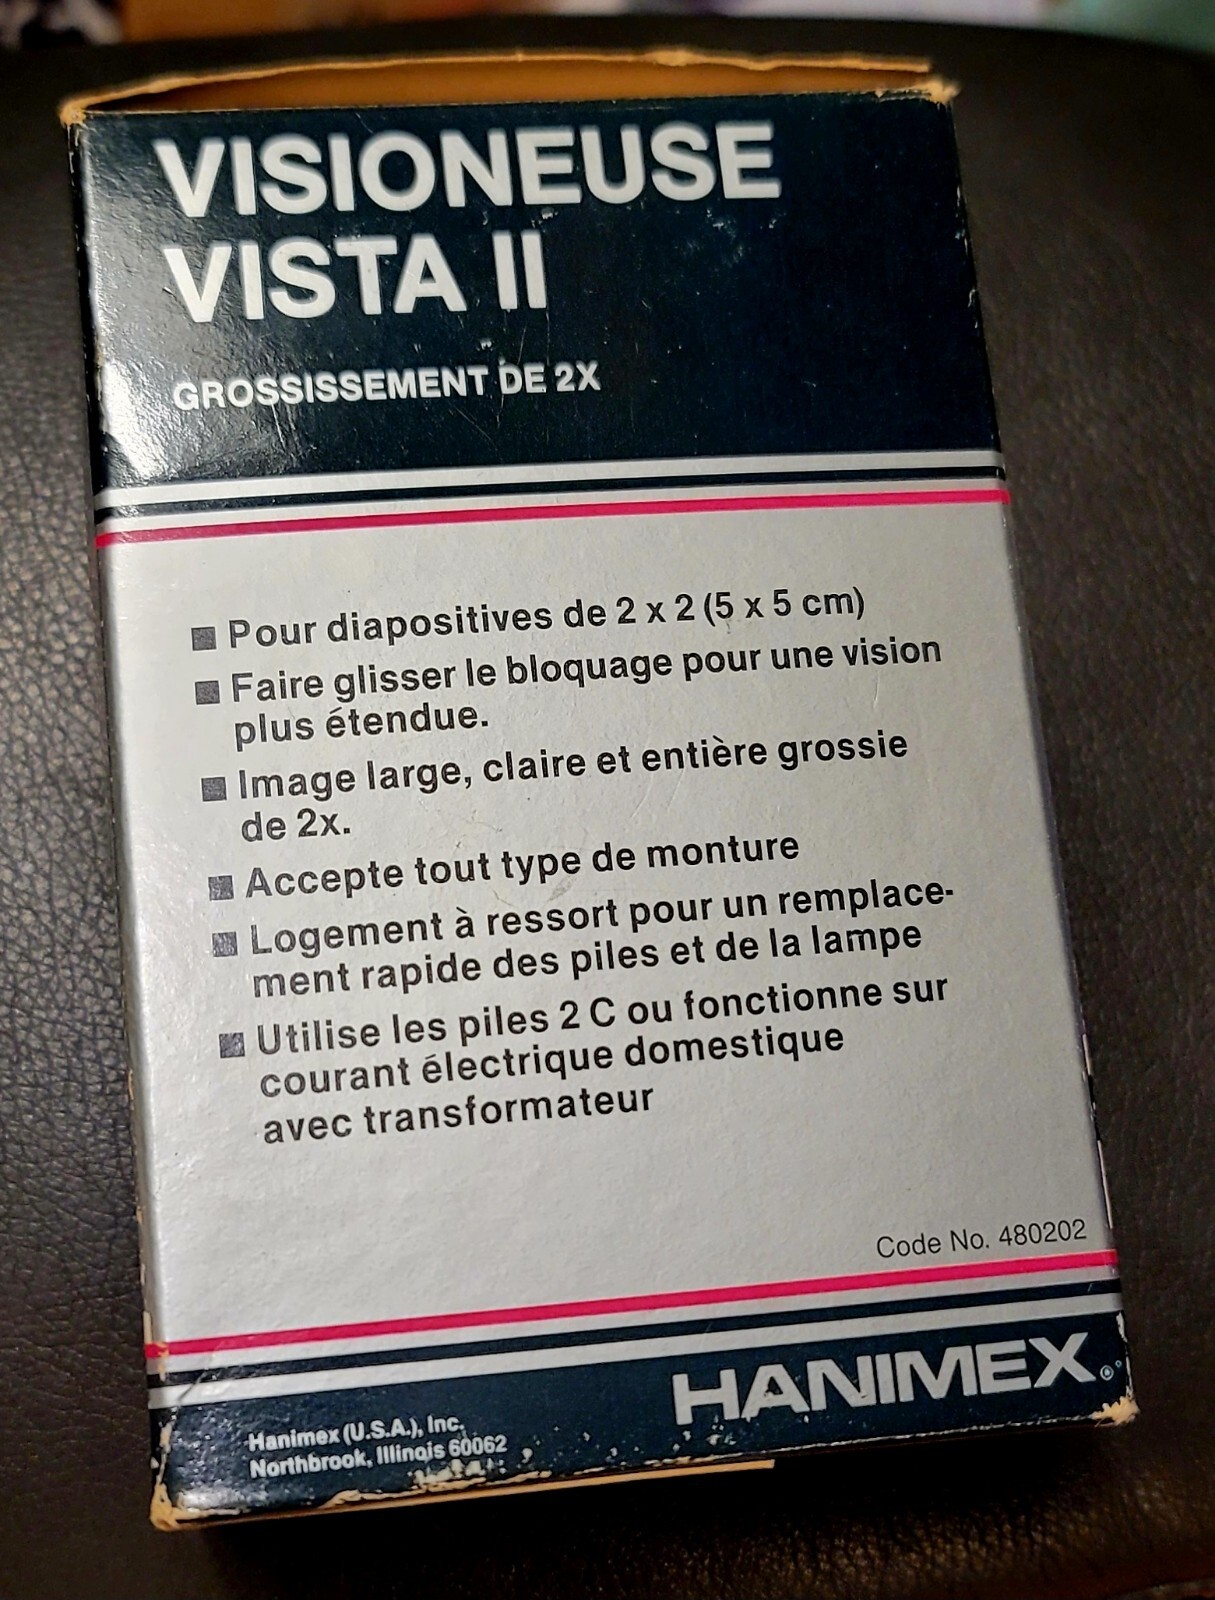 VISIONEUSE
VISTA II
GROSSISSEMENT DE 2X
■ Pour diapositives de 2 x 2 (5 x 5 cm)
■ Faire glisser le bloquage pour une vision
plus étendue.
■ Image large, claire et entière grossie
de 2x.
■ Accepte tout type de monture
■ Logement à ressort pour un remplace-
ment rapide des piles et de la lampe
■ Utilise les piles 2 C ou fonctionne sur
courant électrique domestique
avec transformateur
Code No. 480202
HANIMEX®
Hanimex (U.S.A.), Inc.
Northbrook, Illinois 60062